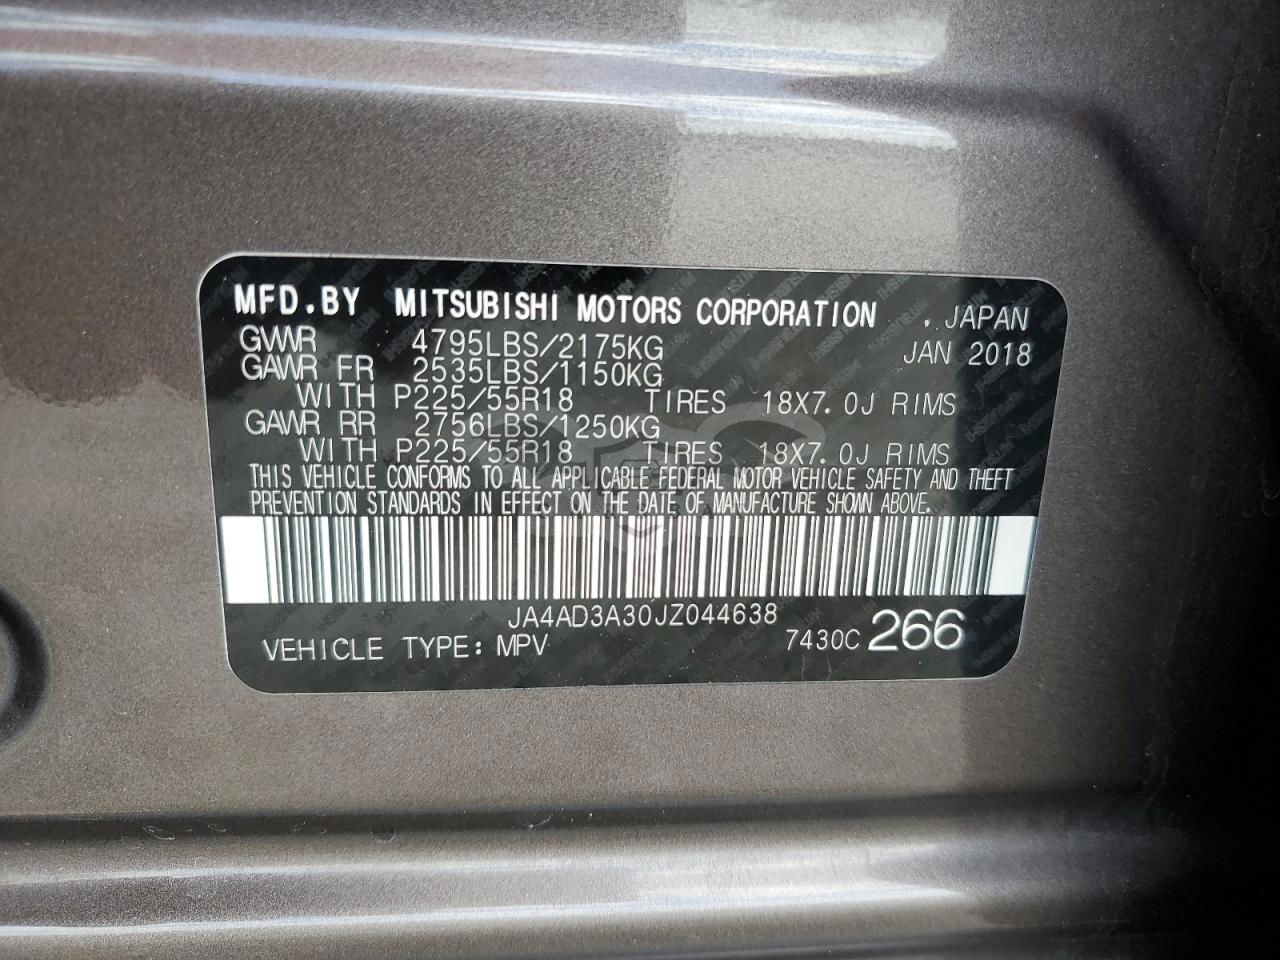 MFD.BY MITSUBISHI MOTORS CORPORATION , JAPAN
GVWR 4795LBS/2175KG JAN 2018
GAWR FR 2535LBS/1150KG
WITH P225/55R18 TIRES 18X7.0J RIMS
GAWR RR 2756LBS/1250KG
WITH P225/55R18 TIRES 18X7.0J RIMS
THIS VEHICLE CONFORMS TO ALL APPLICABLE FEDERAL MOTOR VEHICLE SAFETY AND THEFT
PREVENTION STANDARDS IN EFFECT ON THE DATE OF MANUFACTURE SHOWN ABOVE.
JA4AD3A30JZ044638
VEHICLE TYPE: MPV 7430C 266